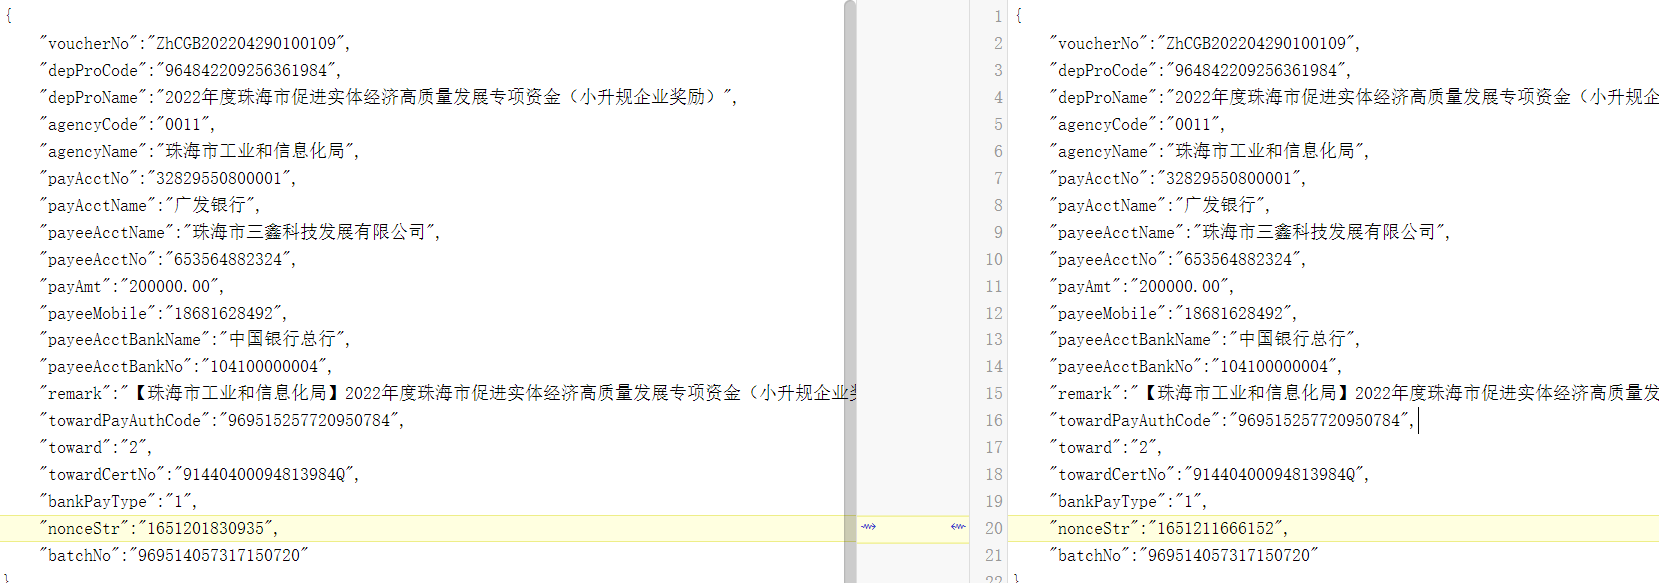 {
"voucherNo":"ZhCGB202204290100109",
"depProCode":"964842209256361984",
"depProName":"2022年度珠海市促进实体经济高质量发展专项资金（小升规企业奖励）",
"agencyCode":"0011",
"agencyName":"珠海市工业和信息化局",
"payAcctNo":"32829550800001",
"payAcctName":"广发银行",
"payeeAcctName":"珠海市三鑫科技发展有限公司",
"payeeAcctNo":"653564882324",
"payAmt":"200000.00",
"payeeMobile":"18681628492",
"payeeAcctBankName":"中国银行总行",
"payeeAcctBankNo":"104100000004",
"remark":"【珠海市工业和信息化局】2022年度珠海市促进实体经济高质量发展专项资金（小升规企业奖
"towardPayAuthCode":"969515257720950784",
"toward":"2",
"towardCertNo":"91440400094813984Q",
"bankPayType":"1",
"nonceStr":"1651201830935",
"batchNo":"969514057317150720"
}
1 {
2 "voucherNo":"ZhCGB202204290100109",
3 "depProCode":"964842209256361984",
4 "depProName":"2022年度珠海市促进实体经济高质量发展专项资金（小升规企
5 "agencyCode":"0011",
6 "agencyName":"珠海市工业和信息化局",
7 "payAcctNo":"32829550800001",
8 "payAcctName":"广发银行",
9 "payeeAcctName":"珠海市三鑫科技发展有限公司",
10 "payeeAcctNo":"653564882324",
11 "payAmt":"200000.00",
12 "payeeMobile":"18681628492",
13 "payeeAcctBankName":"中国银行总行",
14 "payeeAcctBankNo":"104100000004",
15 "remark":"【珠海市工业和信息化局】2022年度珠海市促进实体经济高质量发
16 "towardPayAuthCode":"969515257720950784",
17 "toward":"2",
18 "towardCertNo":"91440400094813984Q",
19 "bankPayType":"1",
20 "nonceStr":"1651211666152",
21 "batchNo":"969514057317150720"
22 }